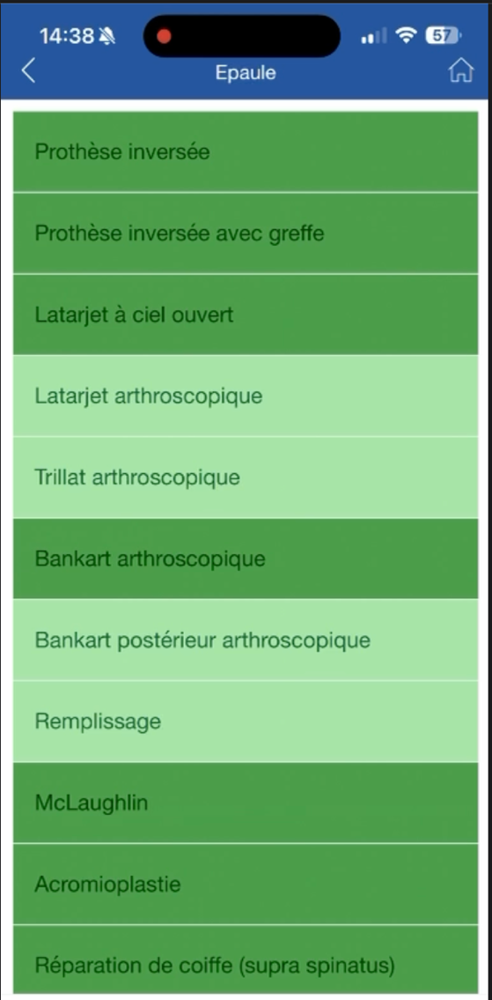 14:38
57
Epaule
Prothèse inversée
Prothèse inversée avec greffe
Latarjet à ciel ouvert
Latarjet arthroscopique
Trillat arthroscopique
Bankart arthroscopique
Bankart postérieur arthroscopique
Remplissage
McLaughlin
Acromioplastie
Réparation de coiffe (supra spinatus)